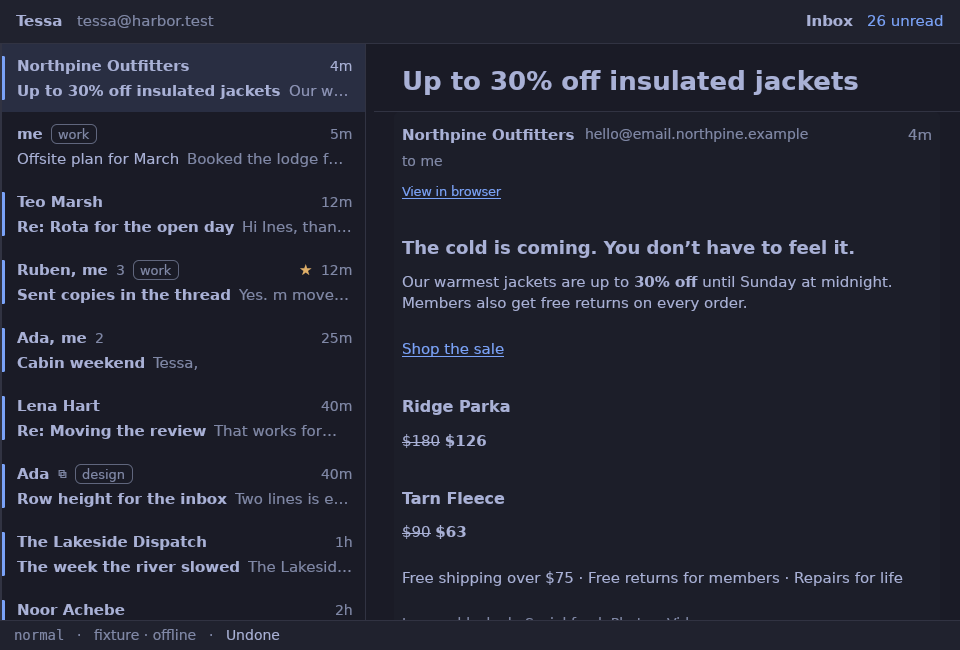 Tessa tessa@harbor.test Inbox 26 unread
Northpine Outfitters 4m
Up to 30% off insulated jackets Our w…
me work 5m
Offsite plan for March Booked the lodge f…
Teo Marsh 12m
Re: Rota for the open day Hi Ines, than…
Ruben, me 3 work ★ 12m
Sent copies in the thread Yes. m move…
Ada, me 2 25m
Cabin weekend Tessa,
Lena Hart 40m
Re: Moving the review That works for…
Ada design 40m
Row height for the inbox Two lines is e…
The Lakeside Dispatch 1h
The week the river slowed The Lakesid…
Noor Achebe 2h
Up to 30% off insulated jackets
Northpine Outfitters hello@email.northpine.example 4m
to me
View in browser
The cold is coming. You don’t have to feel it.
Our warmest jackets are up to 30% off until Sunday at midnight.
Members also get free returns on every order.
Shop the sale
Ridge Parka
$180 $126
Tarn Fleece
$90 $63
Free shipping over $75 · Free returns for members · Repairs for life
normal · fixture · offline · Undone